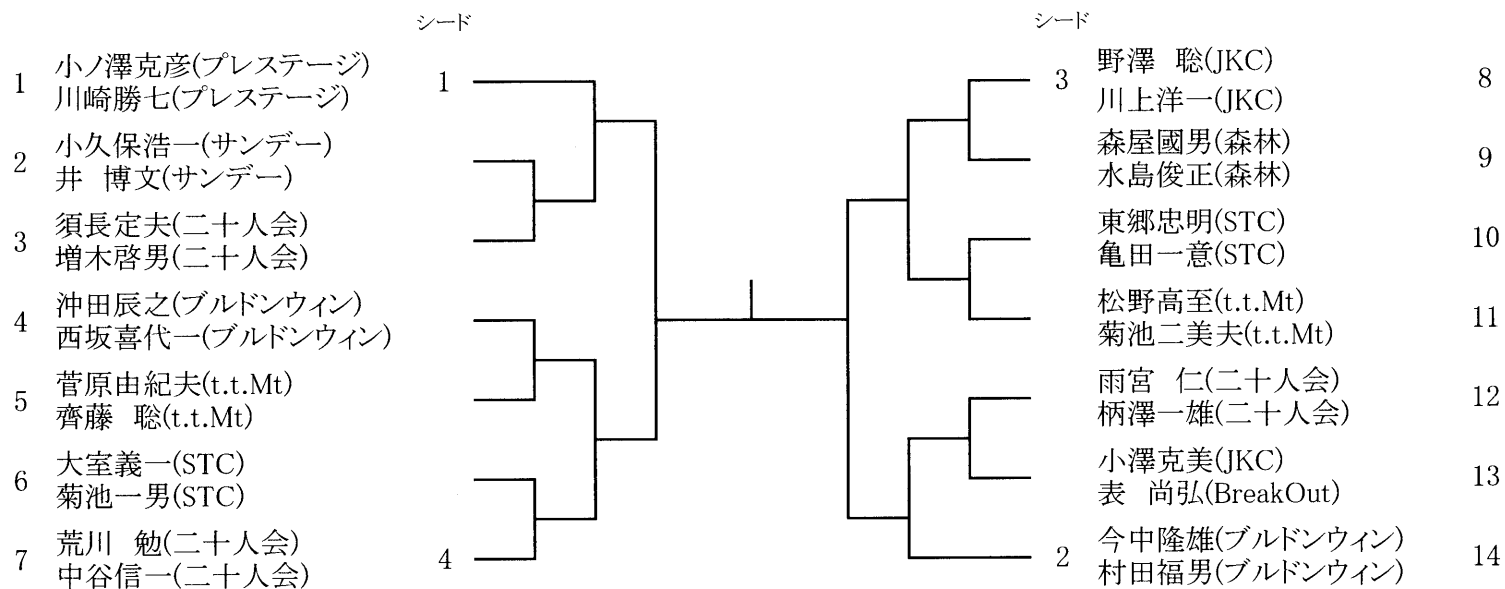 シード
1 小ノ澤克彦(プレステージ) 1
川崎勝七(プレステージ)
2 小久保浩一(サンデー)
井 博文(サンデー)
3 須長定夫(二十人会)
増木啓男(二十人会)
4 沖田辰之(ブルドンウィン)
西坂喜代一(ブルドンウィン)
5 菅原由紀夫(t.t.Mt)
齊藤 聡(t.t.Mt)
6 大室義一(STC)
菊池一男(STC)
7 荒川 勉(二十人会) 4
中谷信一(二十人会)
シード
3 野澤 聡(JKC) 8
川上洋一(JKC)
森屋國男(森林) 9
水島俊正(森林)
東郷忠明(STC) 10
亀田一意(STC)
松野高至(t.t.Mt) 11
菊池二美夫(t.t.Mt)
雨宮 仁(二十人会) 12
柄澤一雄(二十人会)
小澤克美(JKC) 13
表 尚弘(BreakOut)
2 今中隆雄(ブルドンウィン) 14
村田福男(ブルドンウィン)